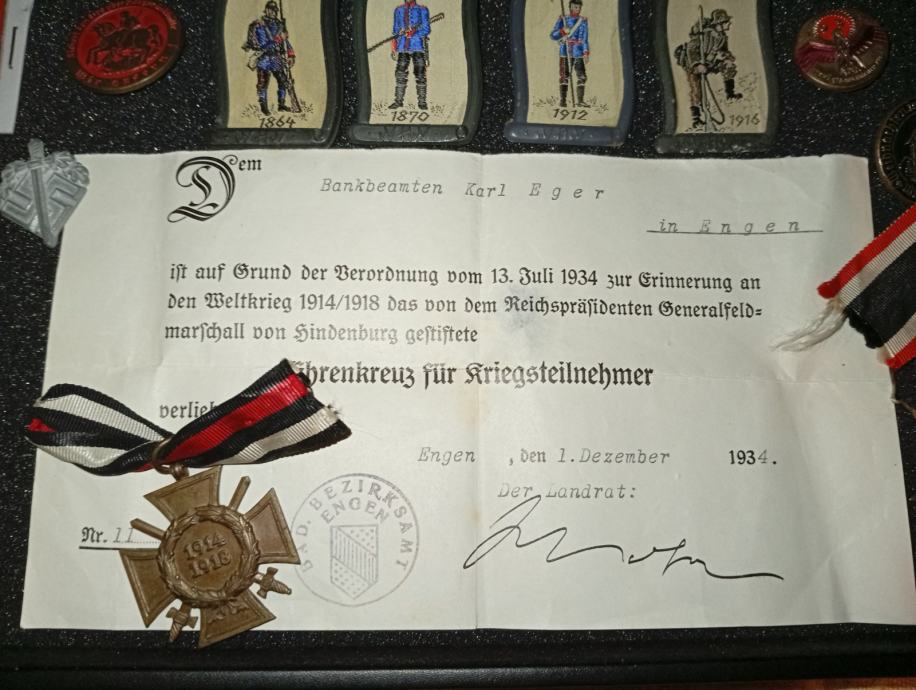 1864
1870
1912
1916
Dem
Bankbeamten Karl Eger
in Engen
ist auf Grund der Verordnung vom 13. Juli 1934 zur Erinnerung an
den Weltkrieg 1914/1918 das von dem Reichspräsidenten Generalfeld=
marschall von Hindenburg gestiftete
Ehrenkreuz für Kriegsteilnehmer
verlie
Engen, den 1. Dezember 1934.
Der Landrat:
Nr. 11
BAD. BEZIRKSAMT
ENGEN
1914
1918